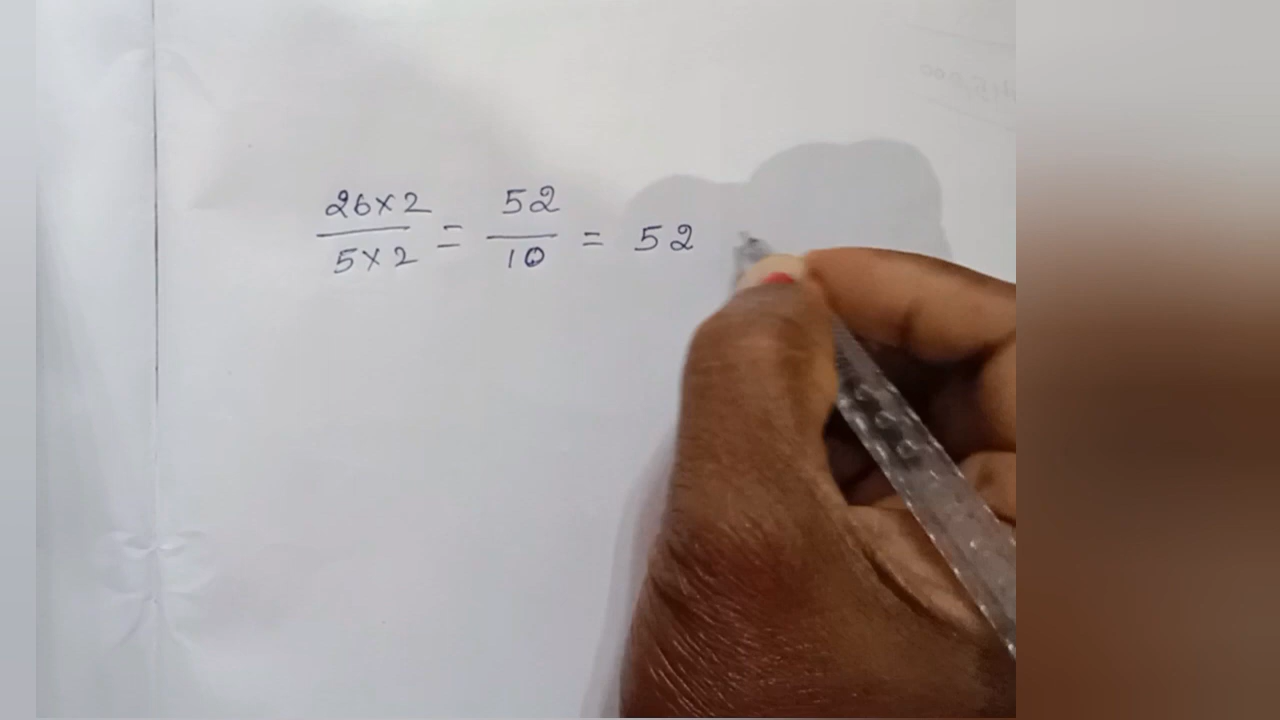 26×2/5×2 = 52/10 = 52